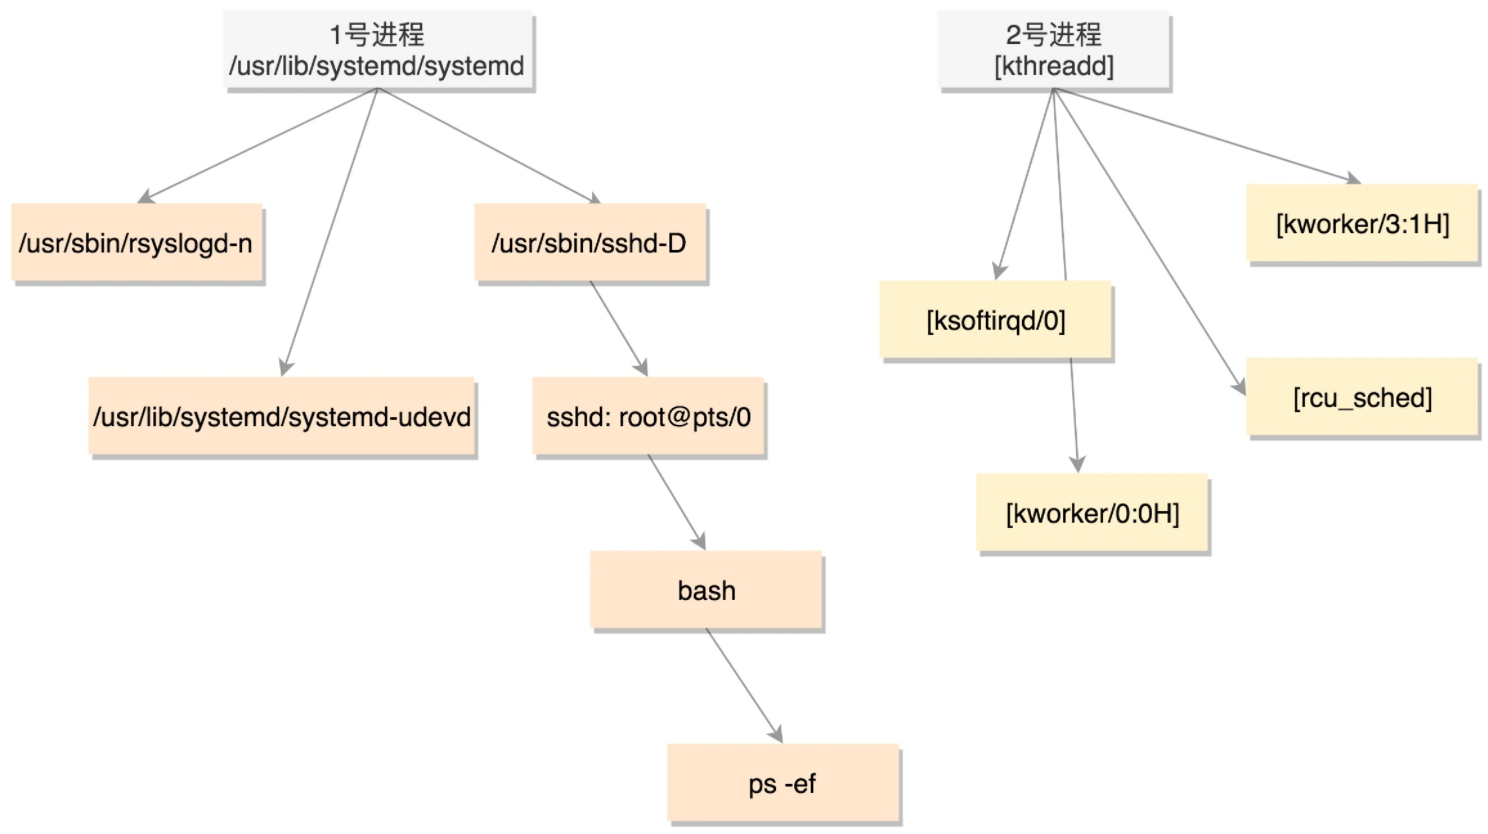 1号进程
/usr/lib/systemd/systemd
2号进程
[kthreadd]
/usr/sbin/rsyslogd-n
/usr/sbin/sshd-D
[kworker/3:1H]
[ksoftirqd/0]
/usr/lib/systemd/systemd-udevd
sshd: root@pts/0
[rcu_sched]
[kworker/0:0H]
bash
ps -ef